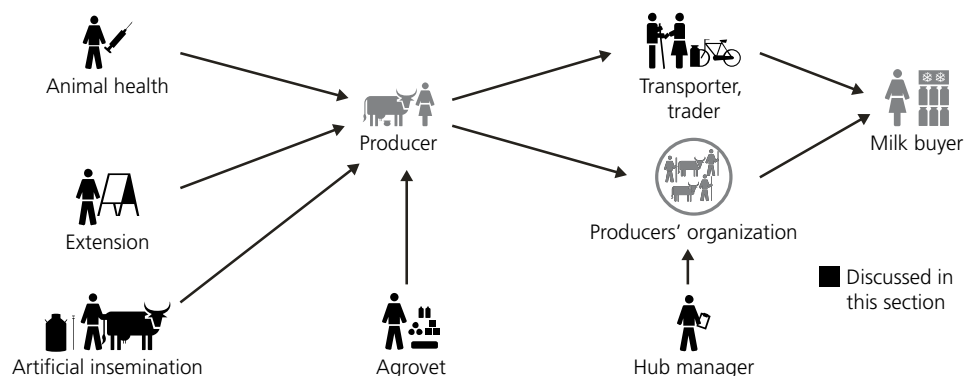 Animal health
Producer
Transporter,
trader
Milk buyer
Extension
Producers' organization
Discussed in
this section
Artificial insemination
Agrovet
Hub manager